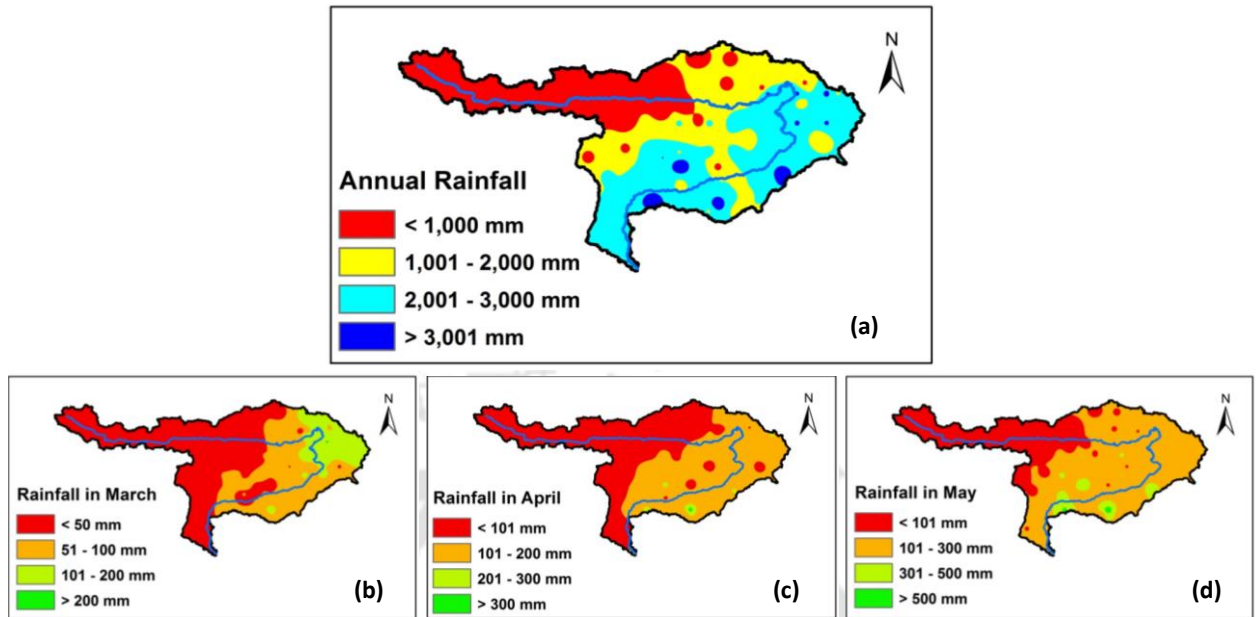 N
Annual Rainfall
< 1,000 mm
1,001 - 2,000 mm
2,001 - 3,000 mm
> 3,001 mm
(a)
N
Rainfall in March
< 50 mm
51 - 100 mm
101 - 200 mm
> 200 mm
(b)
N
Rainfall in April
< 101 mm
101 - 200 mm
201 - 300 mm
> 300 mm
(c)
N
Rainfall in May
< 101 mm
101 - 300 mm
301 - 500 mm
> 500 mm
(d)